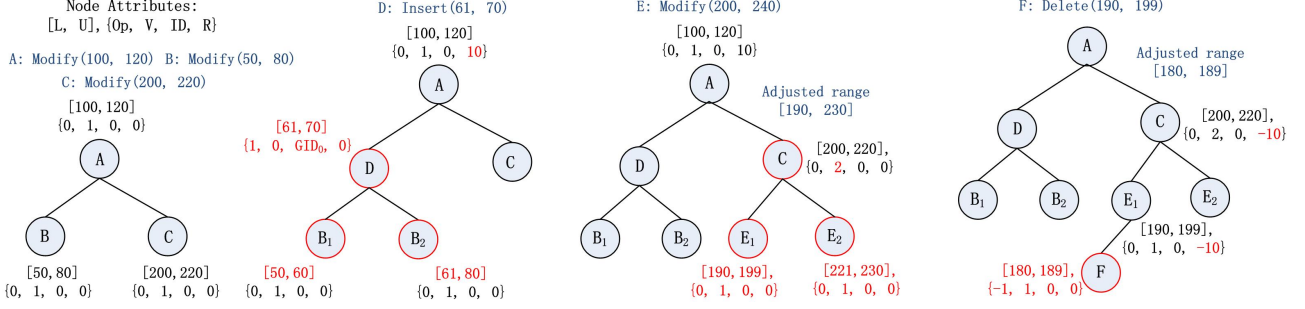 Node Attributes:
[L, U], {Op, V, ID, R}
A: Modify(100, 120) B: Modify(50, 80)
C: Modify(200, 220)
[100,120]
{0, 1, 0, 0}
A
B
C
[50,80]
{0, 1, 0, 0}
[200,220]
{0, 1, 0, 0}
D: Insert(61, 70)
[100,120]
{0, 1, 0, 10}
A
[61,70]
{1, 0, GID₀, 0}
D
C
B₁
B₂
[50,60]
{0, 1, 0, 0}
[61,80]
{0, 1, 0, 0}
E: Modify(200, 240)
[100,120]
{0, 1, 0, 10}
A
Adjusted range
[190, 230]
D
C
[200,220],
{0, 2, 0, 0}
B₁
B₂
E₁
E₂
[190,199],
{0, 1, 0, 0}
[221,230],
{0, 1, 0, 0}
F: Delete(190, 199)
A
Adjusted range
[180, 189]
D
C
[200,220],
{0, 2, 0, -10}
B₁
B₂
E₁
E₂
[190,199],
{0, 1, 0, -10}
[180,189],
{-1, 1, 0, 0}
F